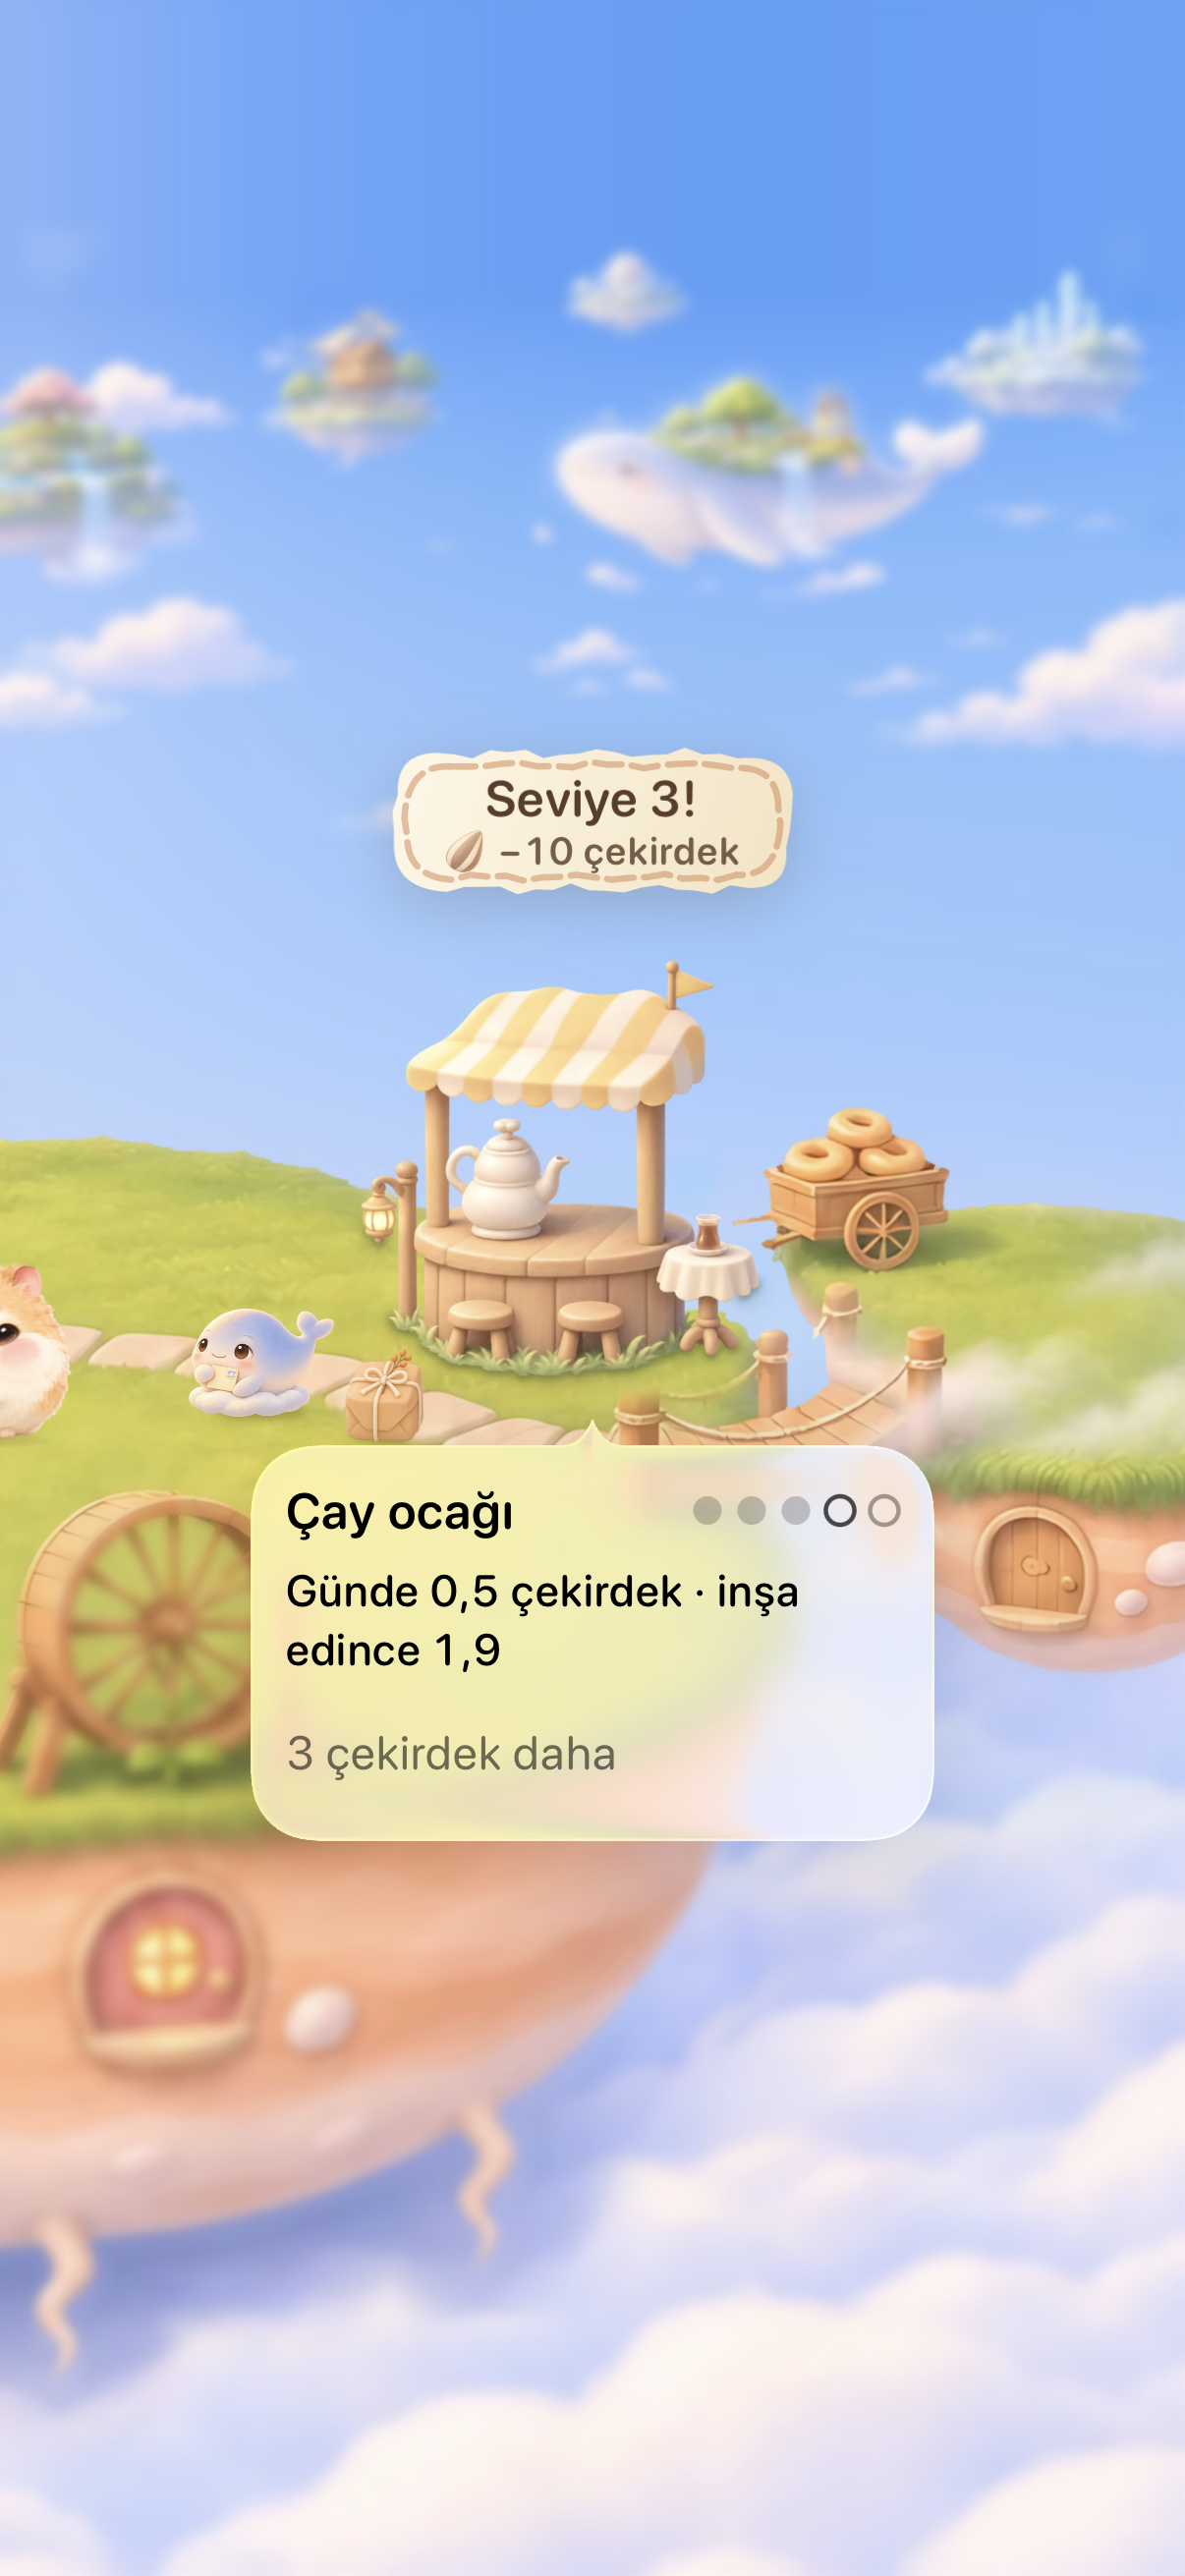 Seviye 3!
−10 çekirdek
Çay ocağı
Günde 0,5 çekirdek · inşa
edince 1,9
3 çekirdek daha